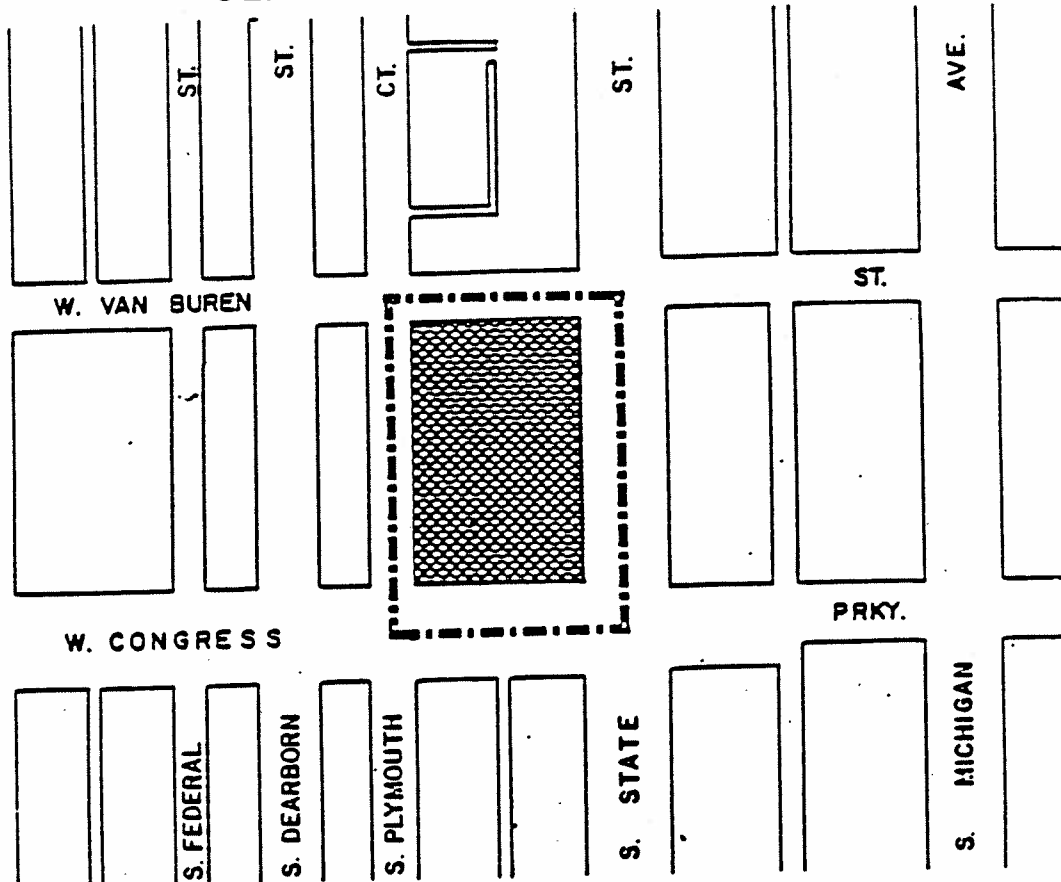 ST.
ST.
CT.
ST.
AVE.
W. VAN BUREN
ST.
W. CONGRESS
PRKY.
S. FEDERAL
S. DEARBORN
S. PLYMOUTH
S. STATE
S. MICHIGAN